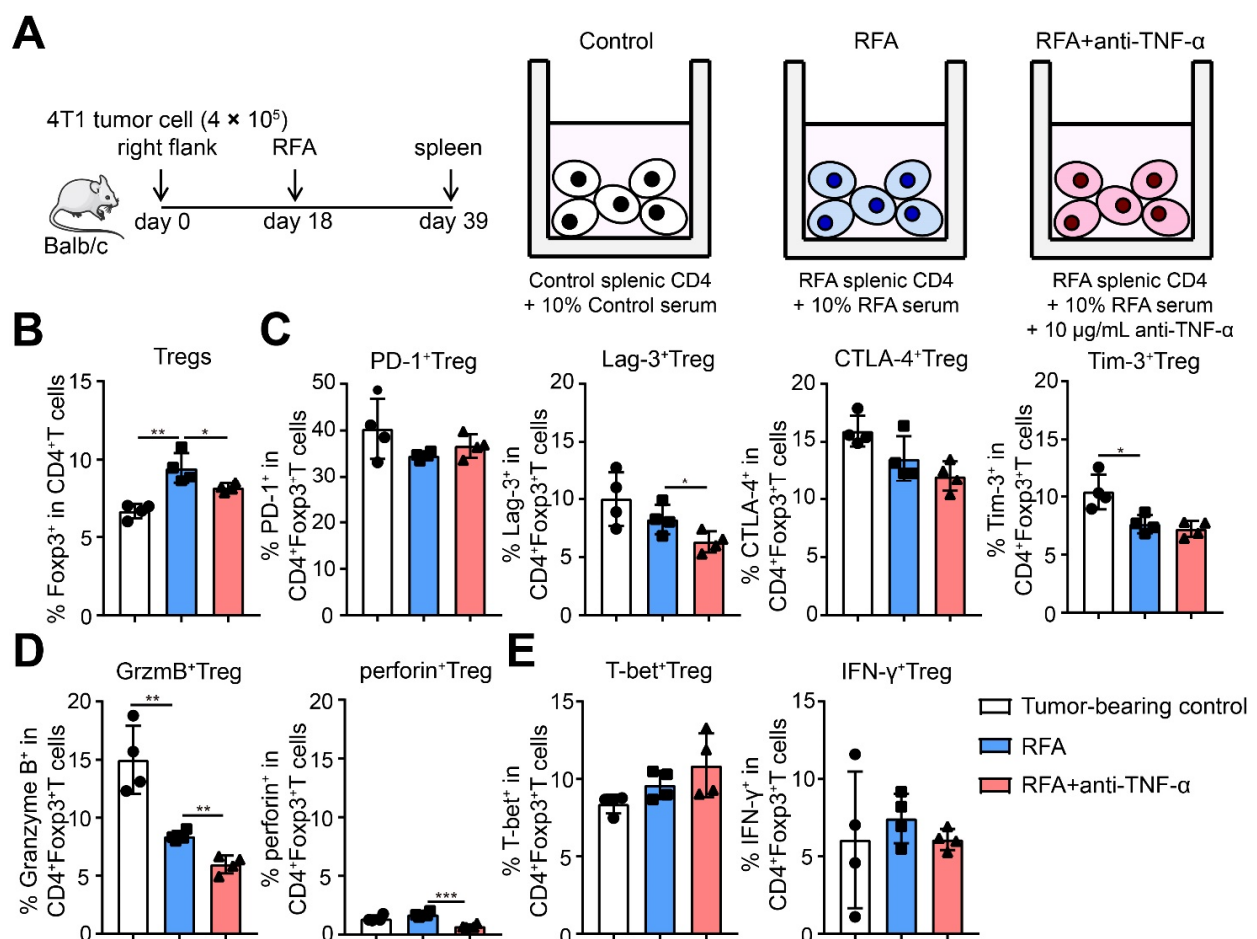 A
4T1 tumor cell (4 × 10⁵)
right flank RFA spleen
day 0 day 18 day 39
Balb/c
Control
Control splenic CD4
+ 10% Control serum
RFA
RFA splenic CD4
+ 10% RFA serum
RFA+anti-TNF-α
RFA splenic CD4
+ 10% RFA serum
+ 10 µg/mL anti-TNF-α
B
Tregs
% Foxp3⁺ in CD4⁺T cells
15
10
5
0
** *
C
PD-1⁺Treg
% PD-1⁺ in
CD4⁺Foxp3⁺T cells
50
40
30
20
10
0
Lag-3⁺Treg
% Lag-3⁺ in
CD4⁺Foxp3⁺T cells
20
15
10
5
0
*
CTLA-4⁺Treg
% CTLA-4⁺ in
CD4⁺Foxp3⁺T cells
20
15
10
5
0
Tim-3⁺Treg
% Tim-3⁺ in
CD4⁺Foxp3⁺T cells
20
15
10
5
0
*
D
GrzmB⁺Treg
% Granzyme B⁺ in
CD4⁺Foxp3⁺T cells
20
15
10
5
0
**
**
perforin⁺Treg
% perforin⁺ in
CD4⁺Foxp3⁺T cells
20
15
10
5
0
***
E
T-bet⁺Treg
% T-bet⁺ in
CD4⁺Foxp3⁺T cells
15
10
5
0
IFN-γ⁺Treg
% IFN-γ⁺ in
CD4⁺Foxp3⁺T cells
15
10
5
0
Tumor-bearing control
RFA
RFA+anti-TNF-α